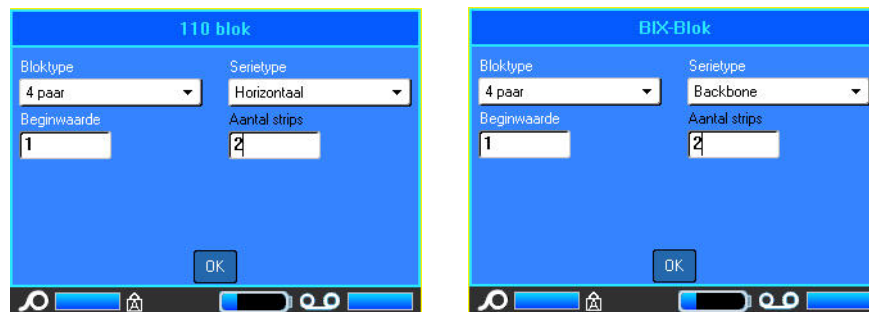 110 blok
Bloktype Serietype
4 paar Horizontaal
Beginwaarde Aantal strips
1 2
OK
A
BIX-Blok
Bloktype Serietype
4 paar Backbone
Beginwaarde Aantal strips
1 2
OK
A